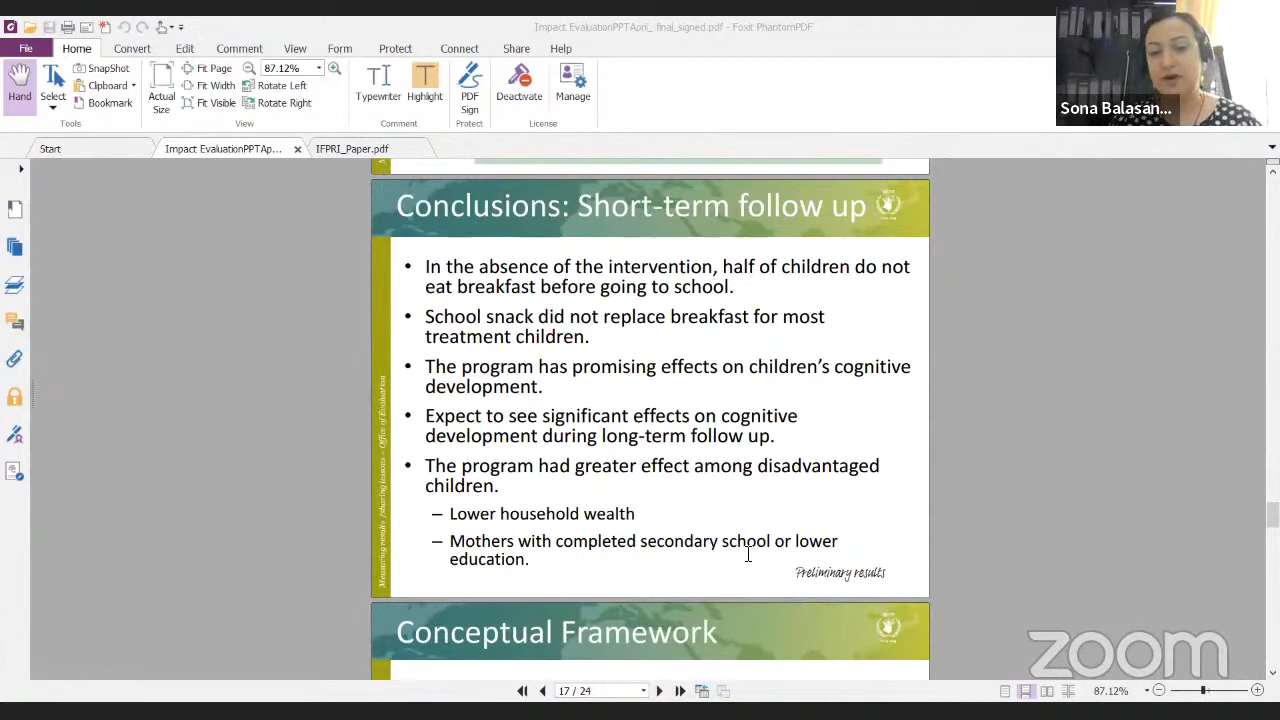 Impact EvaluationPPTApri_ final_signed.pdf - Foxit PhantomPDF
File Home Convert Edit Comment View Form Protect Connect Share Help
Hand
Select
SnapShot
Clipboard
Bookmark
Tools
Actual
Size
Fit Page
Fit Width
Fit Visible
87.12%
Rotate Left
Rotate Right
View
Typewriter
Highlight
Comment
PDF
Sign
Protect
Deactivate
Manage
License
Sona Balasan...
Start
Impact EvaluationPPTAp...
IFPRI_Paper.pdf
Conclusions: Short-term follow up
• In the absence of the intervention, half of children do not
eat breakfast before going to school.
• School snack did not replace breakfast for most
treatment children.
• The program has promising effects on children's cognitive
development.
• Expect to see significant effects on cognitive
development during long-term follow up.
• The program had greater effect among disadvantaged
children.
– Lower household wealth
– Mothers with completed secondary school or lower
education.
Preliminary results
Measuring results /sharing lessons – Office of Evaluation
Conceptual Framework
zoom
17 / 24
87.12%